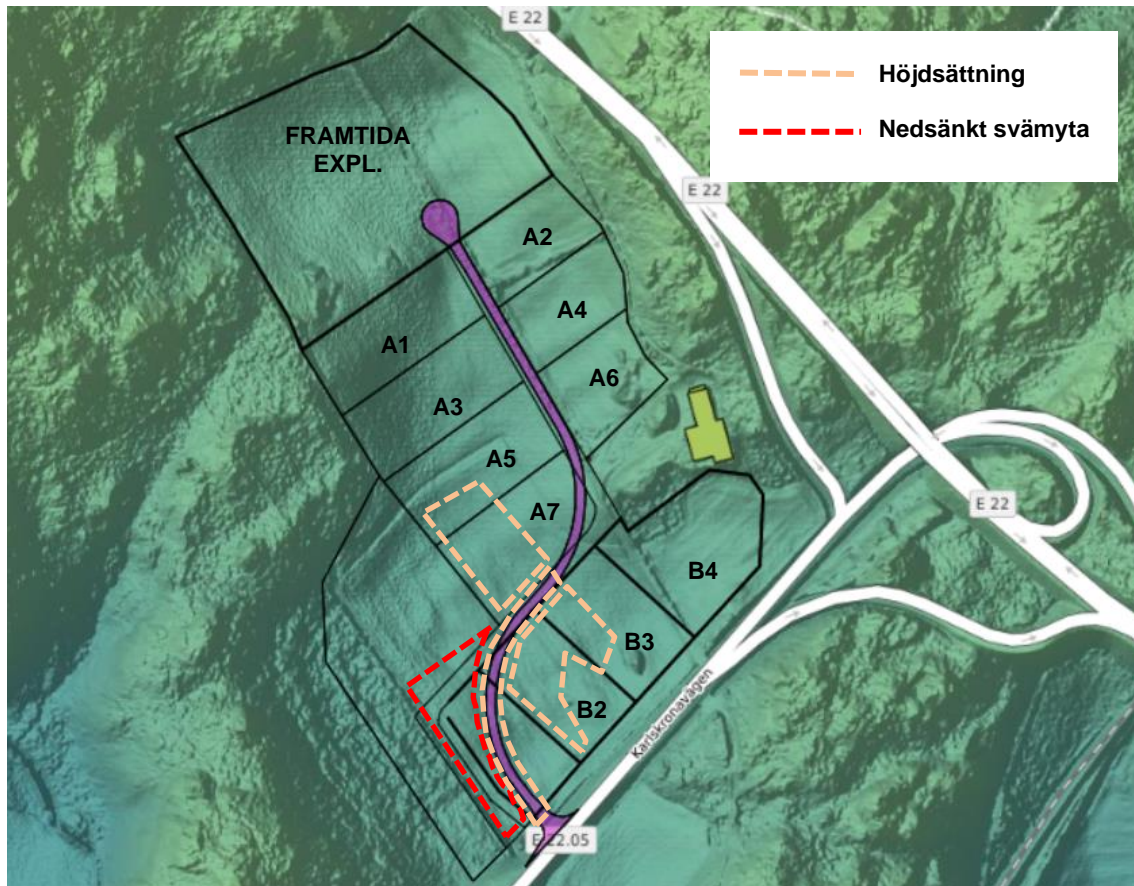 E 22
Höjdsättning
Nedsänkt svämyta
FRAMTIDA
EXPL.
E 22
A2
A4
A1
A6
A3
A5
E 22
A7
B4
B3
B2
Karlskronavägen
E 22.05